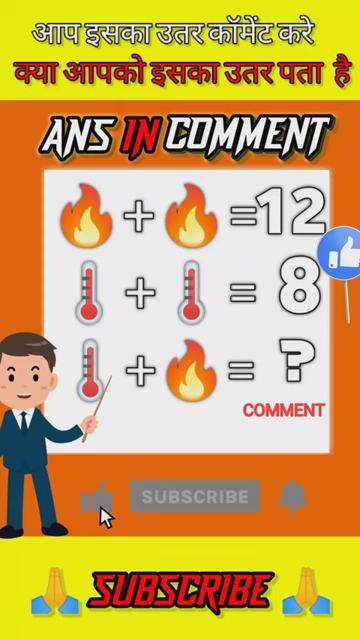 आप इसका उतर कॉमेंट करे
क्या आपको इसका उतर पता है
ANS IN COMMENT
🔥 + 🔥 = 12
🌡️ + 🌡️ = 8
🌡️ + 🔥 = ?
COMMENT
SUBSCRIBE
🙏 SUBSCRIBE 🙏